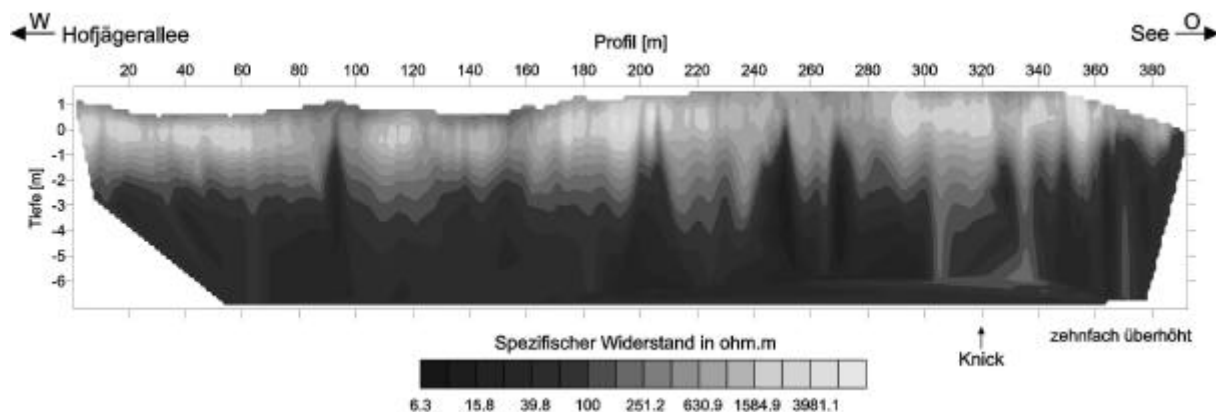 W Hofjägerallee Profil [m] See O
20 40 60 80 100 120 140 160 180 200 220 240 260 280 300 320 340 360 380
Tiefe [m]
1
0
-1
-2
-3
-4
-5
-6
Knick
zehnfach überhöht
Spezifischer Widerstand in ohm.m
6.3 15.8 39.8 100 251.2 630.9 1584.9 3981.1